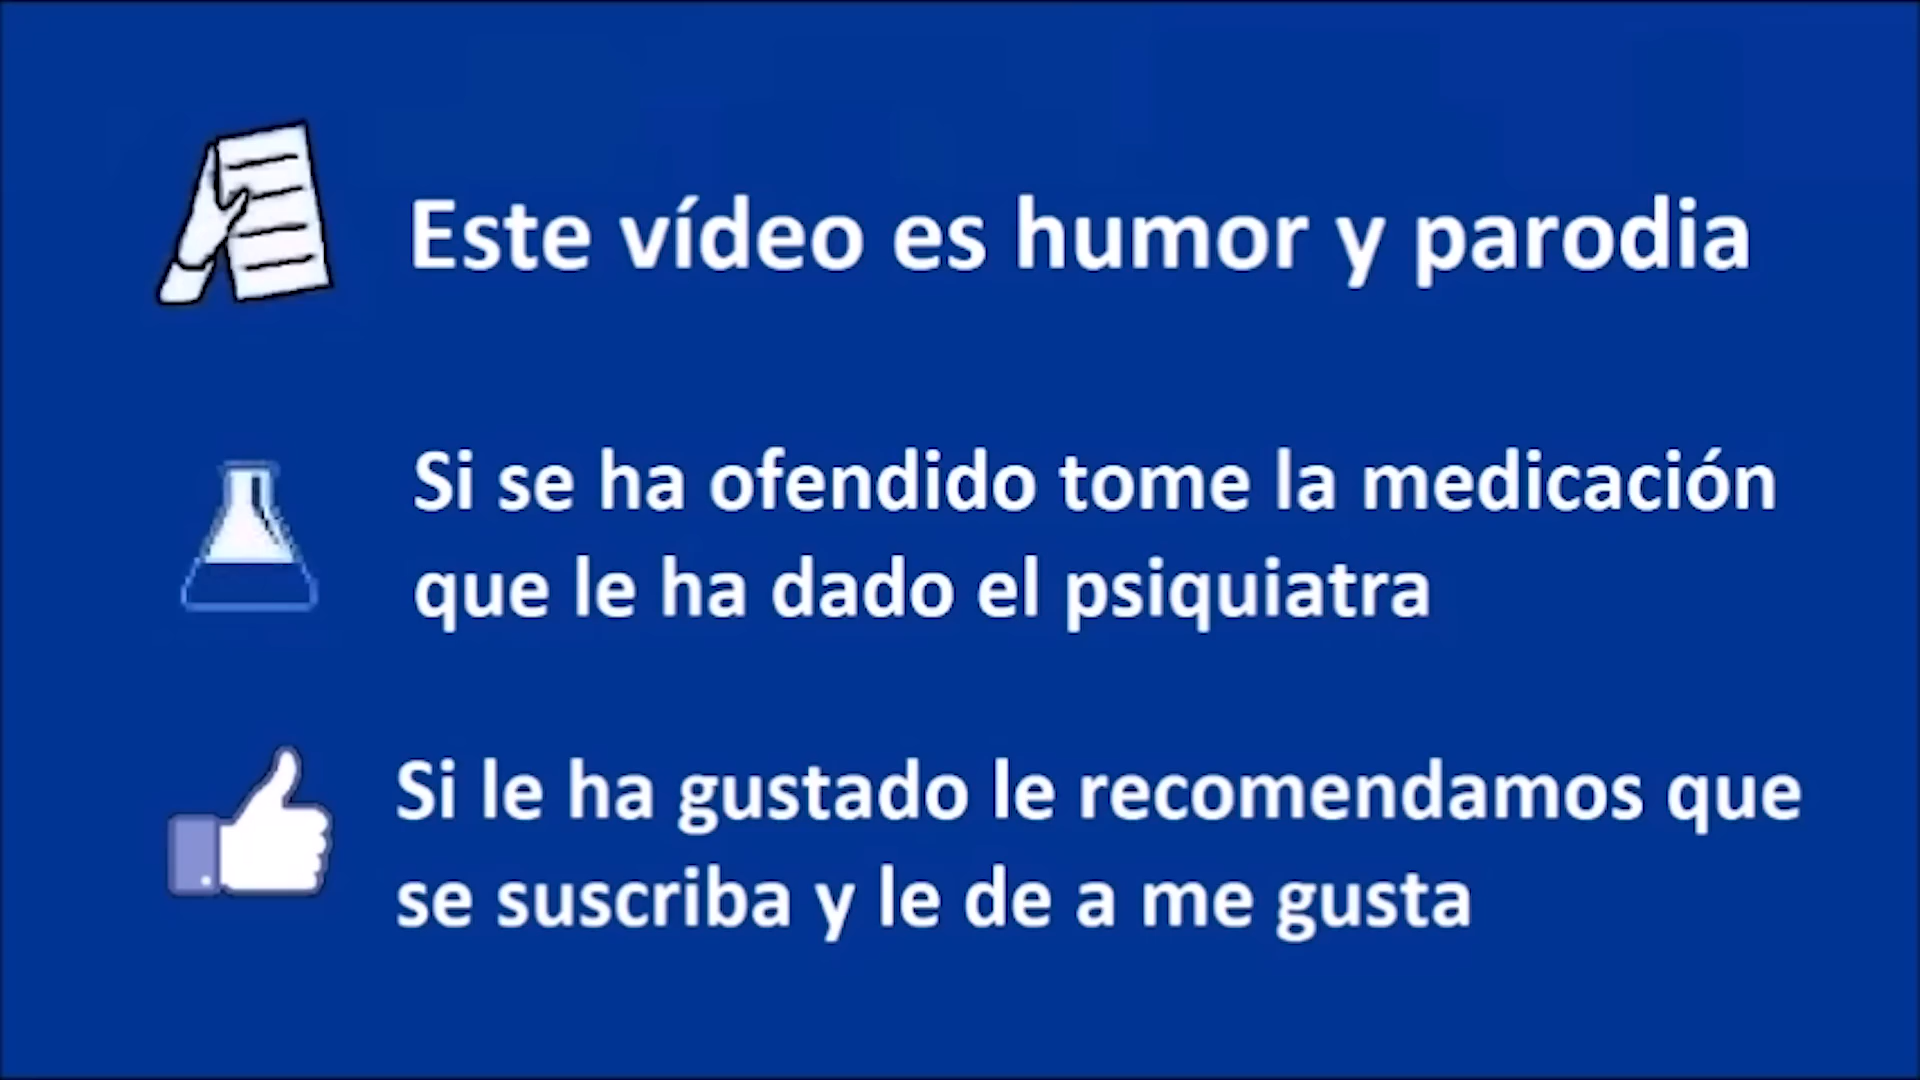 Este vídeo es humor y parodia
Si se ha ofendido tome la medicación
que le ha dado el psiquiatra
Si le ha gustado le recomendamos que
se suscriba y le de a me gusta